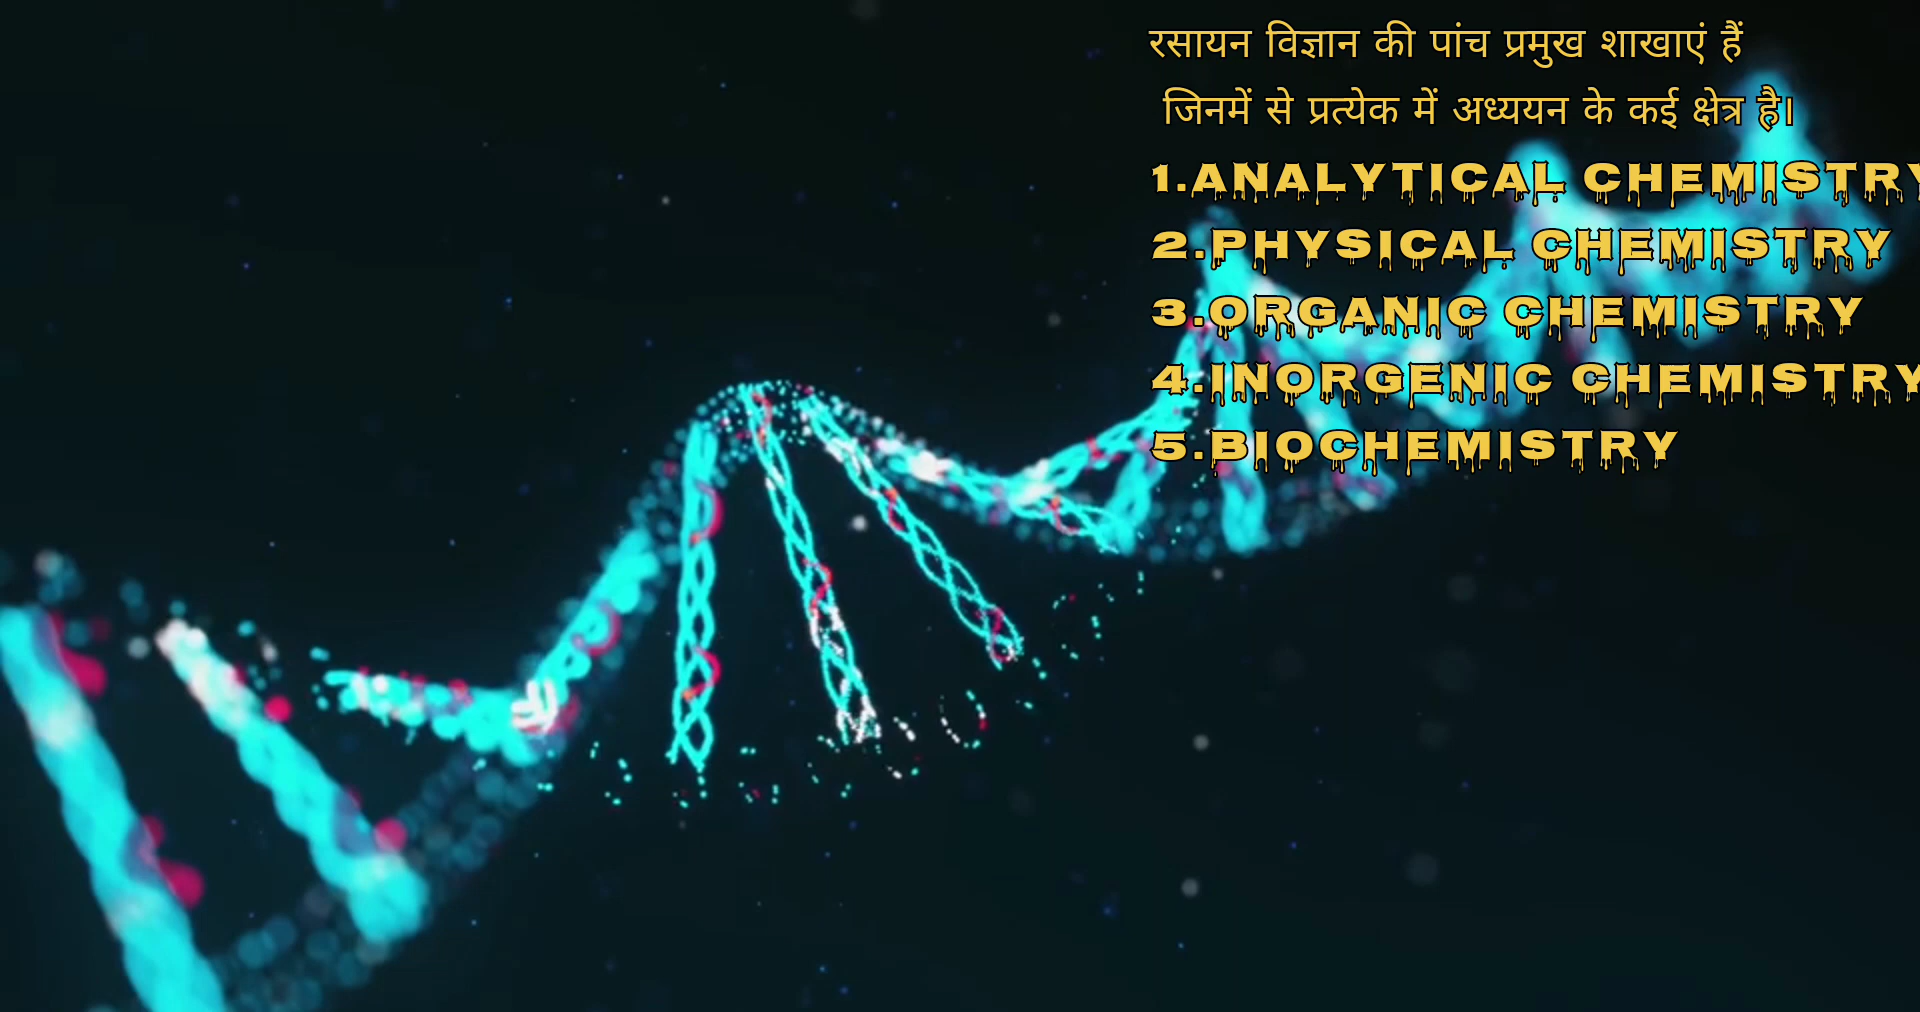 रसायन विज्ञान की पांच प्रमुख शाखाएं हैं
जिनमें से प्रत्येक में अध्ययन के कई क्षेत्र है।
1.ANALYTICAL CHEMISTRY
2.PHYSICAL CHEMISTRY
3.ORGANIC CHEMISTRY
4.INORGENIC CHEMISTRY
5.BIOCHEMISTRY